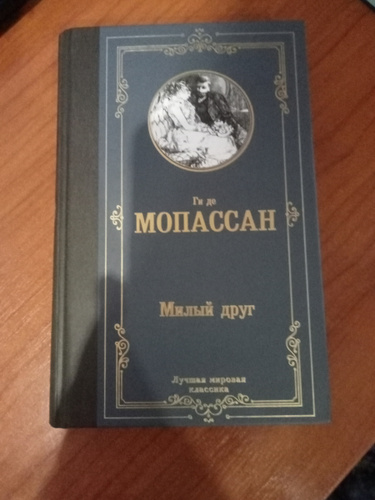 Ги де
МОПАССАН
Милый друг
Лучшая мировая
классика